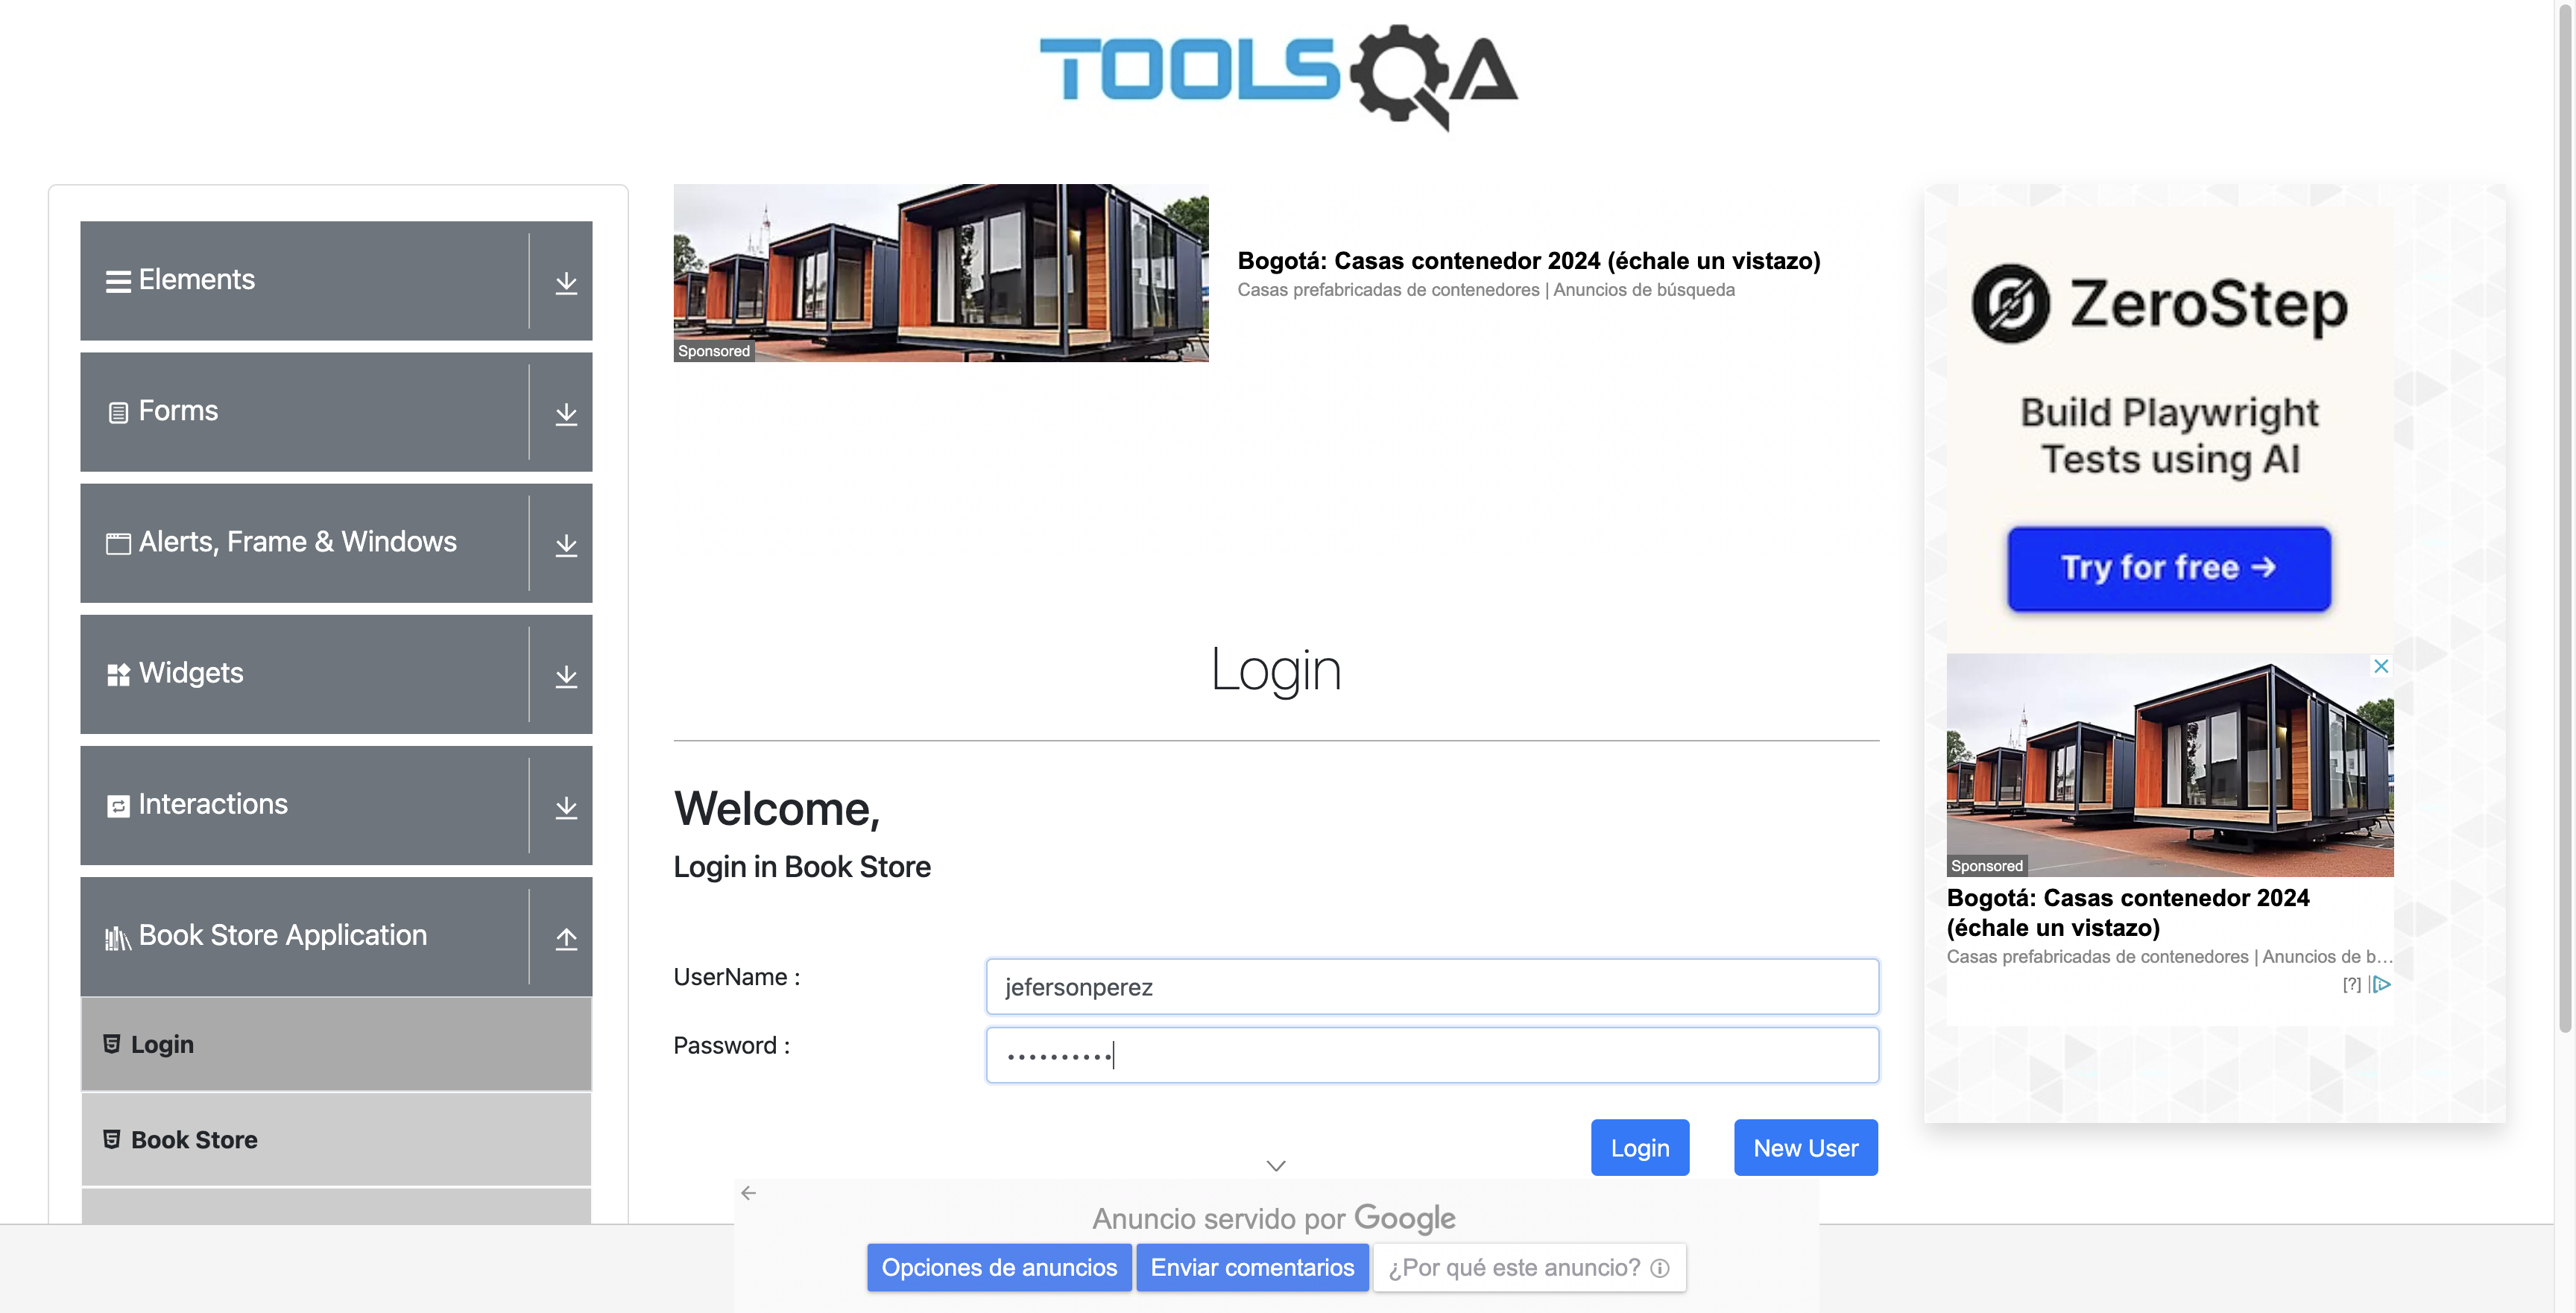 TOOLSQA
Elements
Forms
Alerts, Frame & Windows
Widgets
Interactions
Book Store Application
Login
Book Store
Sponsored
Bogotá: Casas contenedor 2024 (échale un vistazo)
Casas prefabricadas de contenedores | Anuncios de búsqueda
Login
Welcome,
Login in Book Store
UserName :
jefersonperez
Password :
••••••••••
Login
New User
ZeroStep
Build Playwright
Tests using AI
Try for free →
Sponsored
Bogotá: Casas contenedor 2024
(échale un vistazo)
Casas prefabricadas de contenedores | Anuncios de b...
[?]
Anuncio servido por Google
Opciones de anuncios
Enviar comentarios
¿Por qué este anuncio?